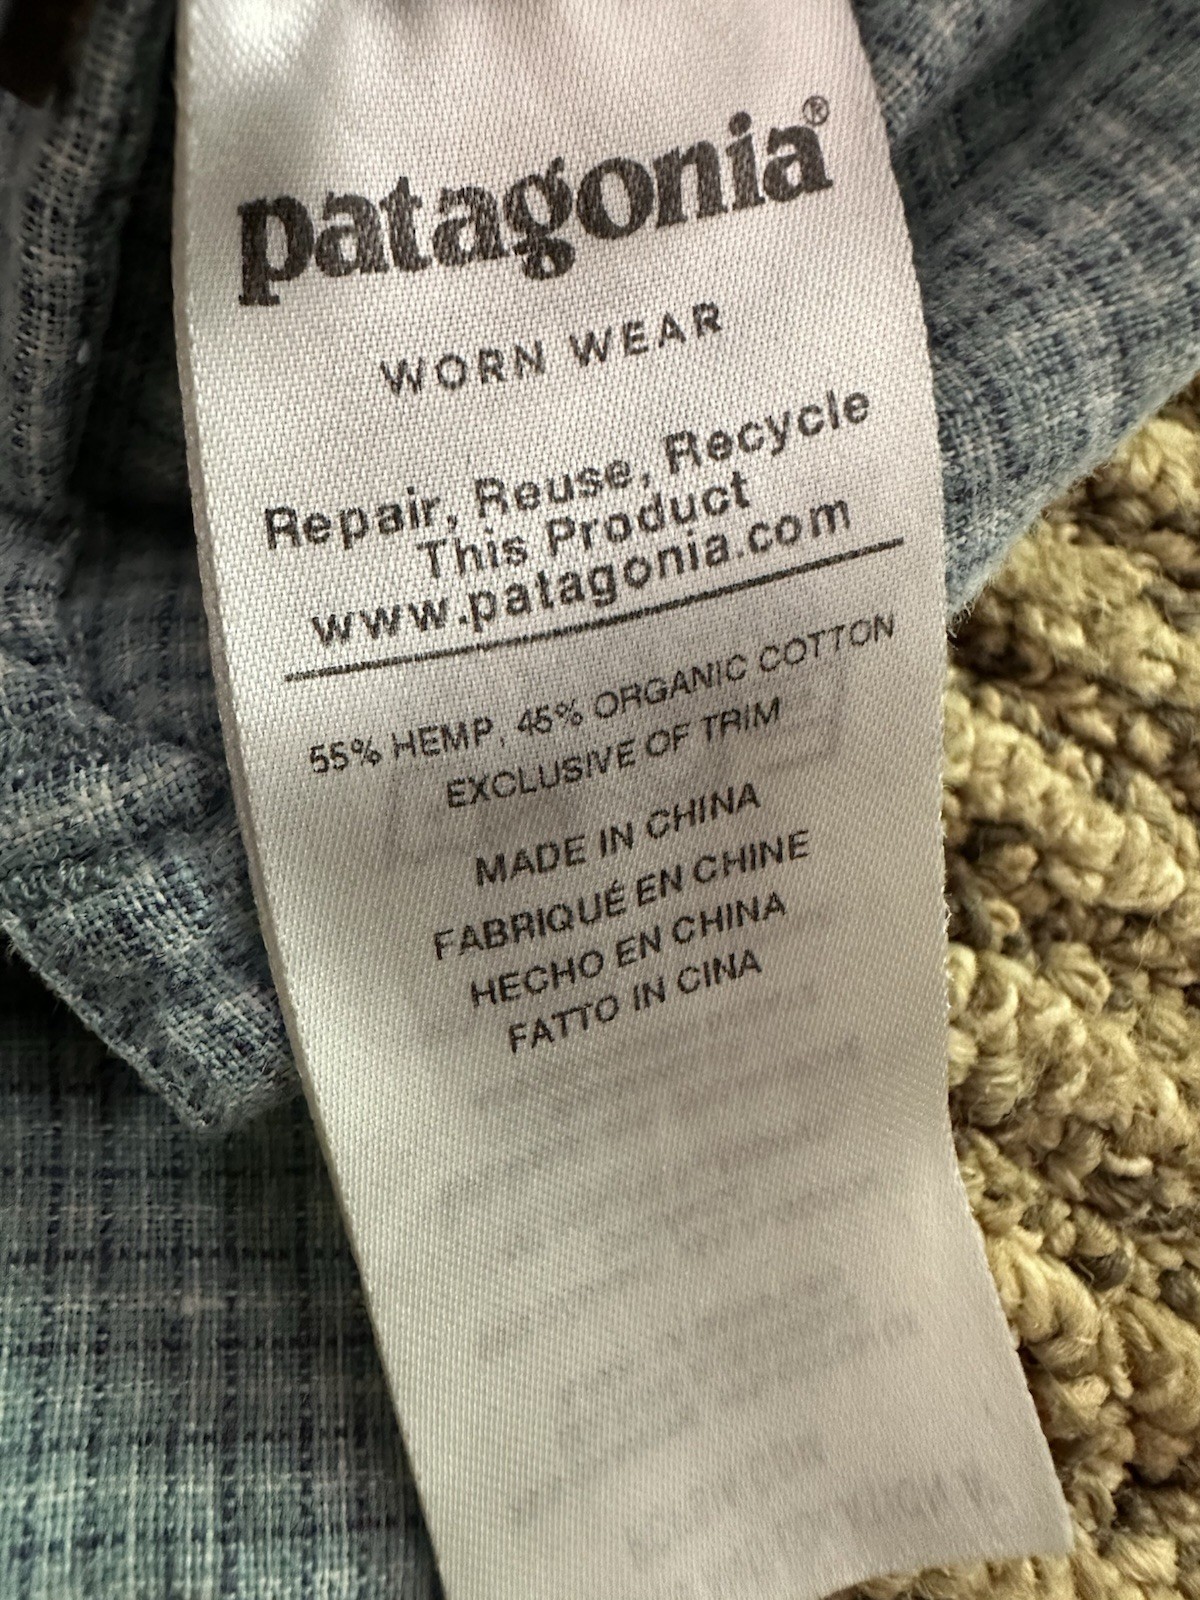 patagonia®
WORN WEAR
Repair, Reuse, Recycle
This Product
www.patagonia.com
55% HEMP, 45% ORGANIC COTTON
EXCLUSIVE OF TRIM
MADE IN CHINA
FABRIQUÉ EN CHINE
HECHO EN CHINA
FATTO IN CINA